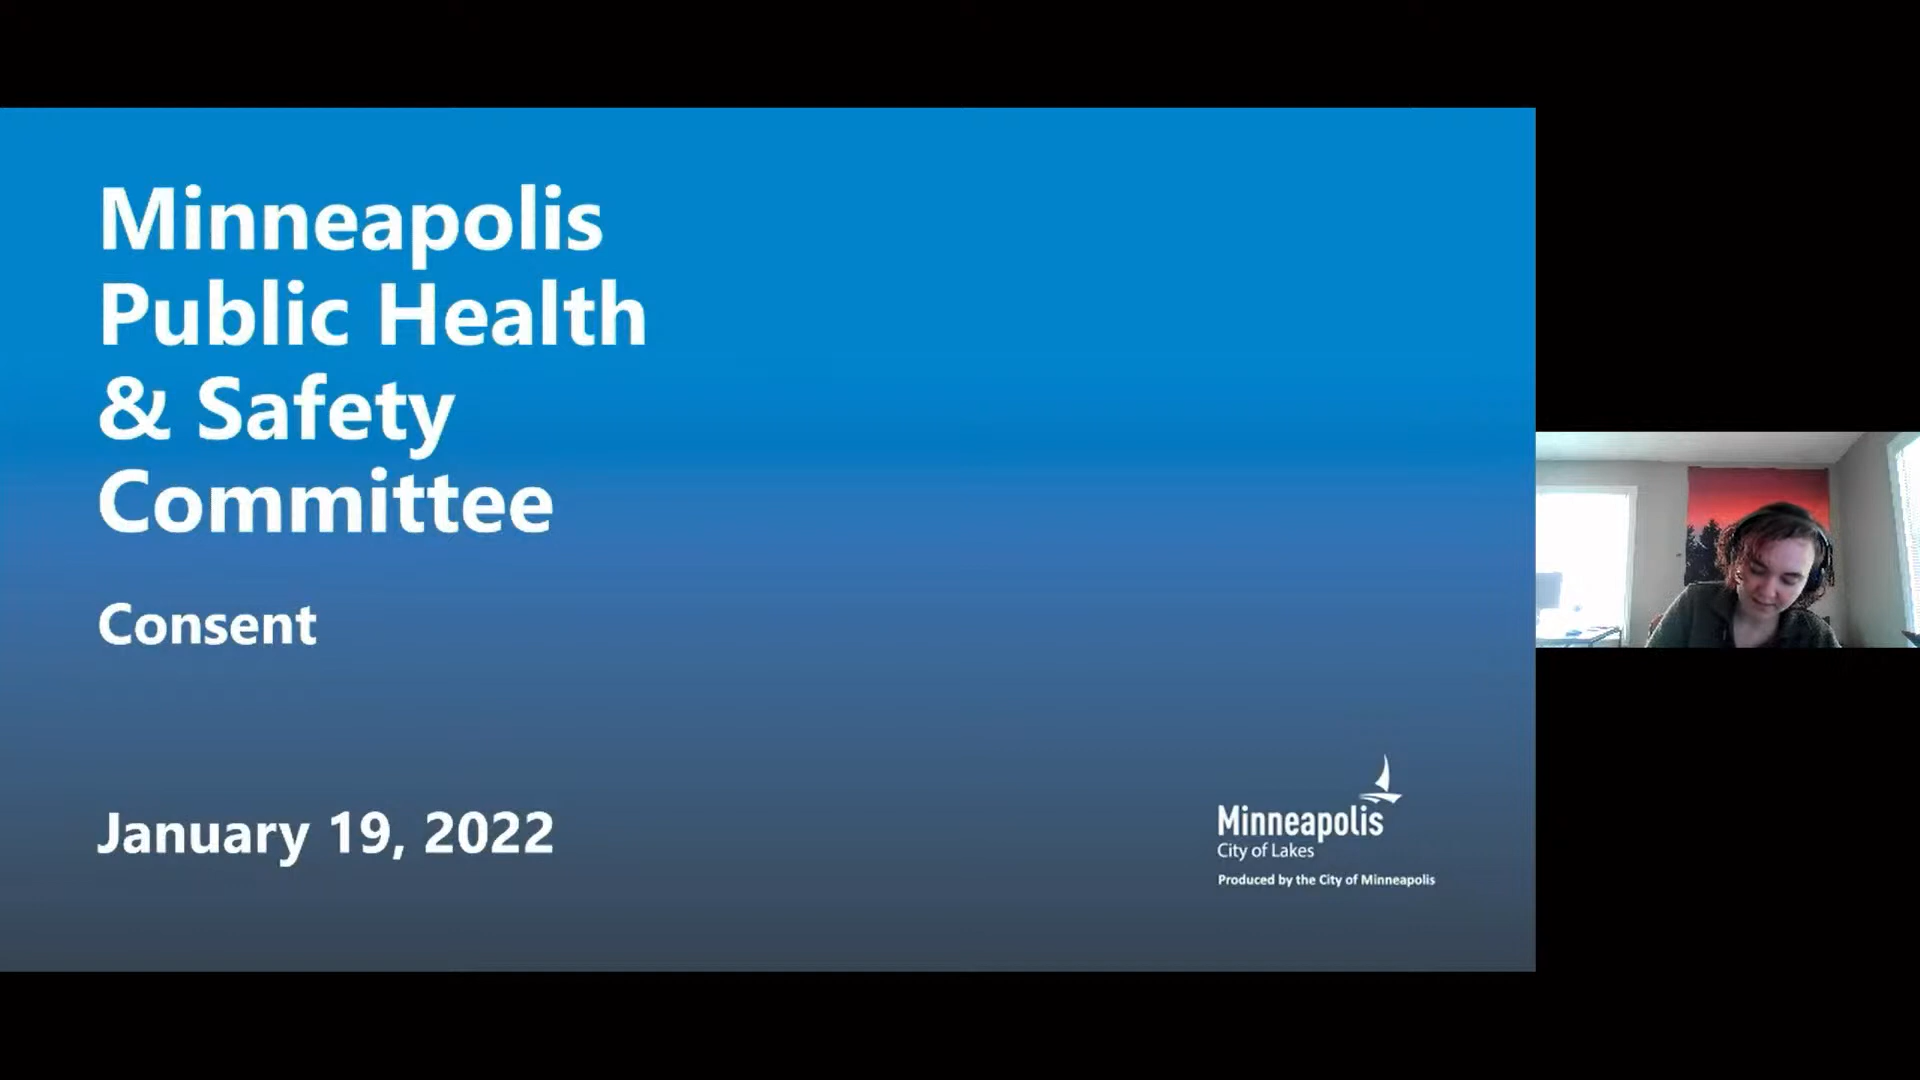 Minneapolis
Public Health
& Safety
Committee
Consent
January 19, 2022
Minneapolis
City of Lakes
Produced by the City of Minneapolis